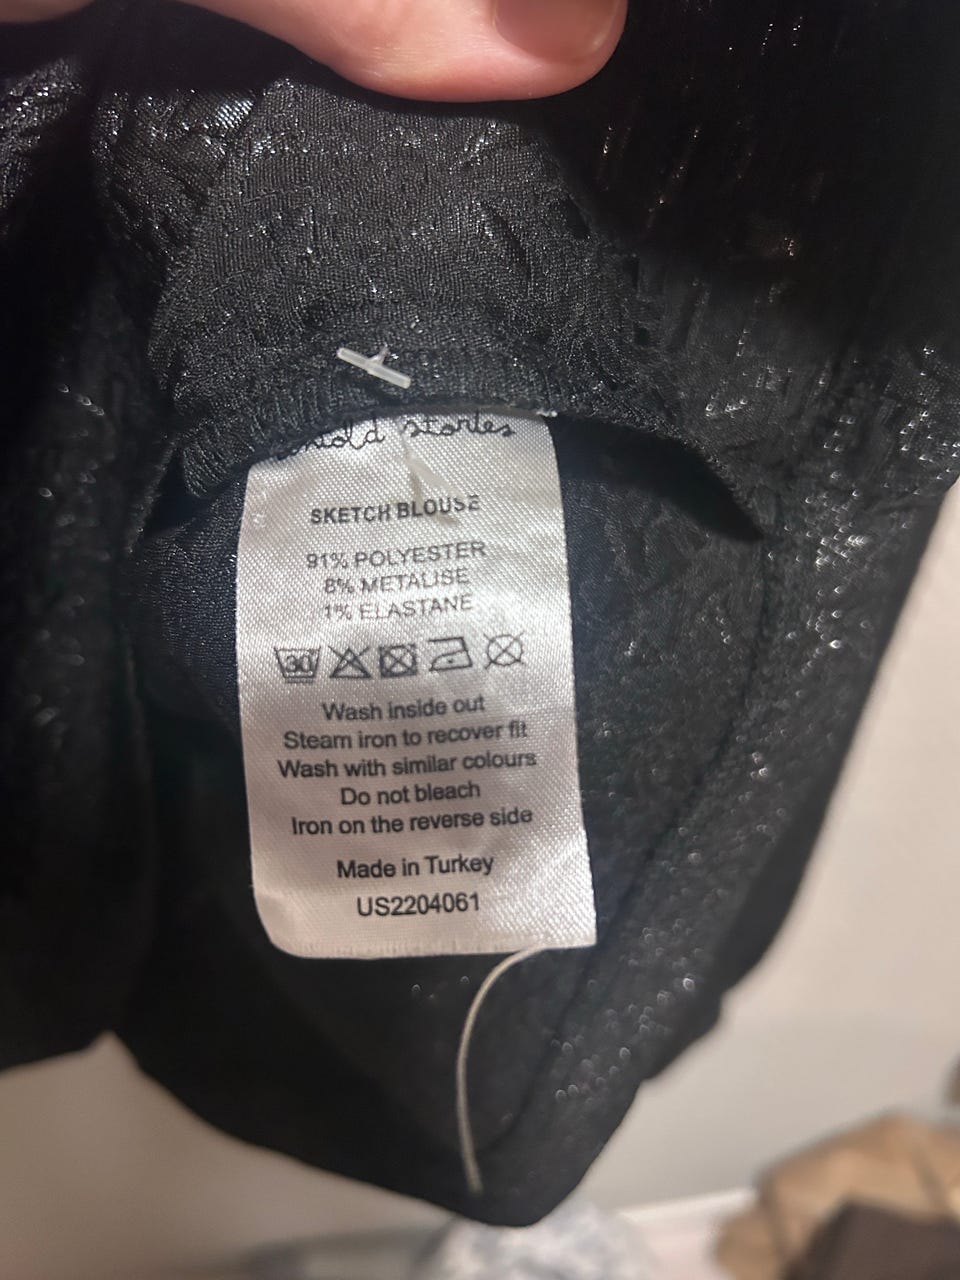 stories
SKETCH BLOUSE
91% POLYESTER
8% METALISE
1% ELASTANE
30
Wash inside out
Steam iron to recover fit
Wash with similar colours
Do not bleach
Iron on the reverse side
Made in Turkey
US2204061